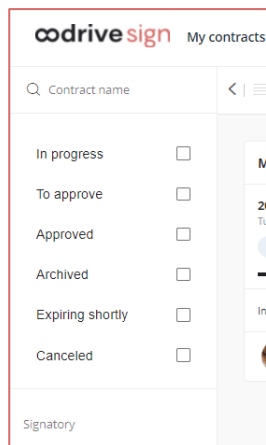 oodrive sign
My contracts
Contract name
In progress
To approve
Approved
Archived
Expiring shortly
Canceled
Signatory